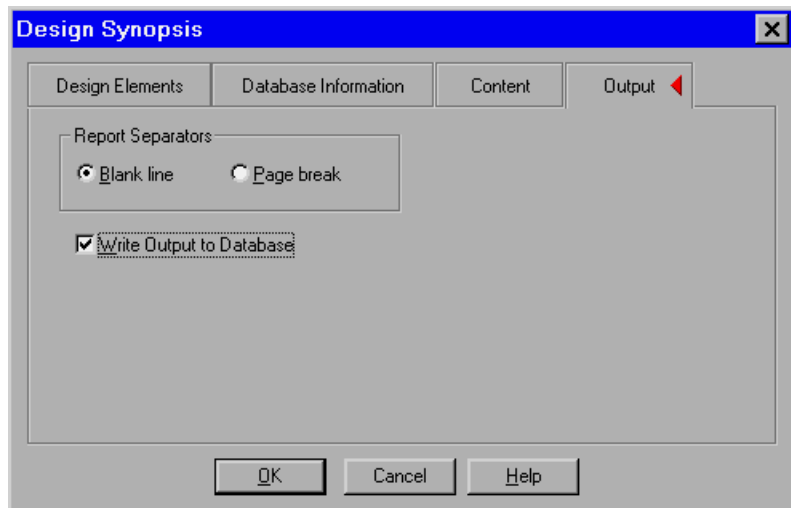 Design Synopsis
Design Elements Database Information Content Output
Report Separators
Blank line Page break
Write Output to Database
OK Cancel Help